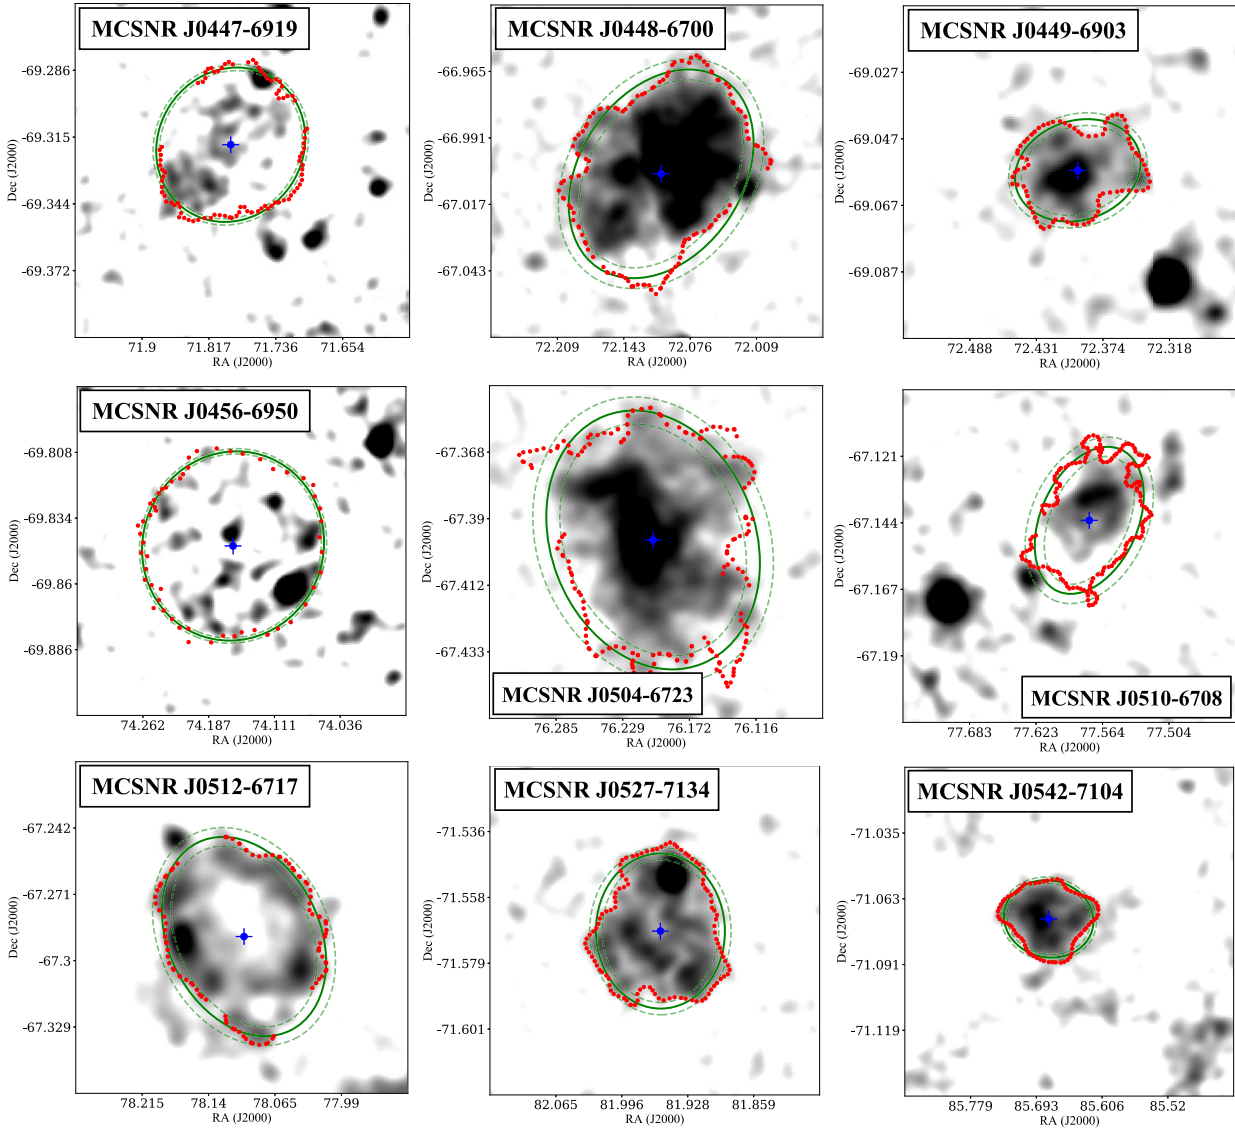 MCSNR J0447-6919
-69.286
-69.315
-69.344
-69.372
Dec (J2000)
71.9 71.817 71.736 71.654
RA (J2000)
MCSNR J0448-6700
-66.965
-66.991
-67.017
-67.043
Dec (J2000)
72.209 72.143 72.076 72.009
RA (J2000)
MCSNR J0449-6903
-69.027
-69.047
-69.067
-69.087
Dec (J2000)
72.488 72.431 72.374 72.318
RA (J2000)
MCSNR J0456-6950
-69.808
-69.834
-69.86
-69.886
Dec (J2000)
74.262 74.187 74.111 74.036
RA (J2000)
-67.368
-67.39
-67.412
-67.433
Dec (J2000)
MCSNR J0504-6723
76.285 76.229 76.172 76.116
RA (J2000)
-67.121
-67.144
-67.167
-67.19
Dec (J2000)
MCSNR J0510-6708
77.683 77.623 77.564 77.504
RA (J2000)
MCSNR J0512-6717
-67.242
-67.271
-67.3
-67.329
Dec (J2000)
78.215 78.14 78.065 77.99
RA (J2000)
MCSNR J0527-7134
-71.536
-71.558
-71.579
-71.601
Dec (J2000)
82.065 81.996 81.928 81.859
RA (J2000)
MCSNR J0542-7104
-71.035
-71.063
-71.091
-71.119
Dec (J2000)
85.779 85.693 85.606 85.52
RA (J2000)